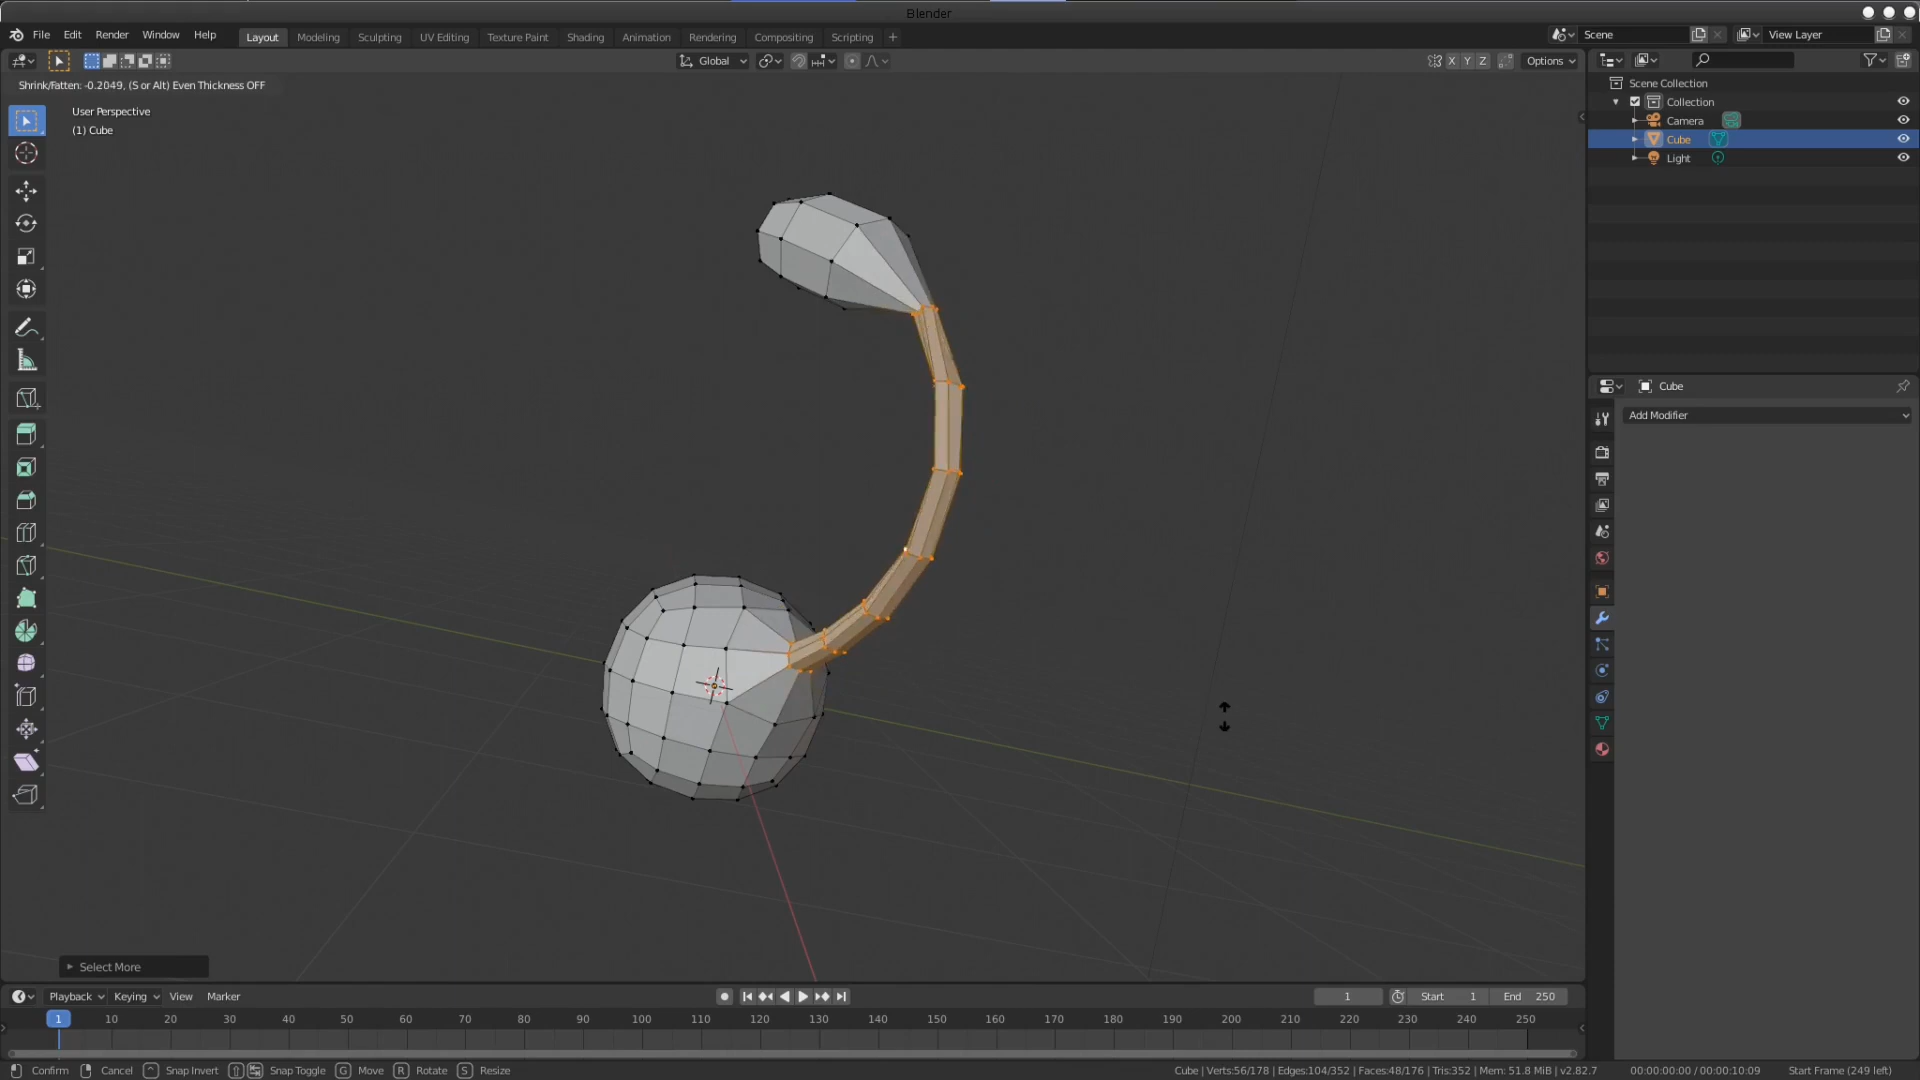 Blender
File Edit Render Window Help Layout Modeling Sculpting UV Editing Texture Paint Shading Animation Rendering Compositing Scripting + Scene View Layer
Global X Y Z Options
Shrink/Fatten: -0.2049, (S or Alt) Even Thickness OFF
User Perspective
(1) Cube
Scene Collection
Collection
Camera
Cube
Light
Cube
Add Modifier
Select More
Playback Keying View Marker 1 Start 1 End 250
1 10 20 30 40 50 60 70 80 90 100 110 120 130 140 150 160 170 180 190 200 210 220 230 240 250
Confirm Cancel ^ Snap Invert Snap Toggle G Move R Rotate S Resize Cube | Verts:56/178 | Edges:104/352 | Faces:48/176 | Tris:352 | Mem: 51.8 MiB | v2.82.7 00:00:00:00 / 00:00:10:09 Start Frame (249 left)